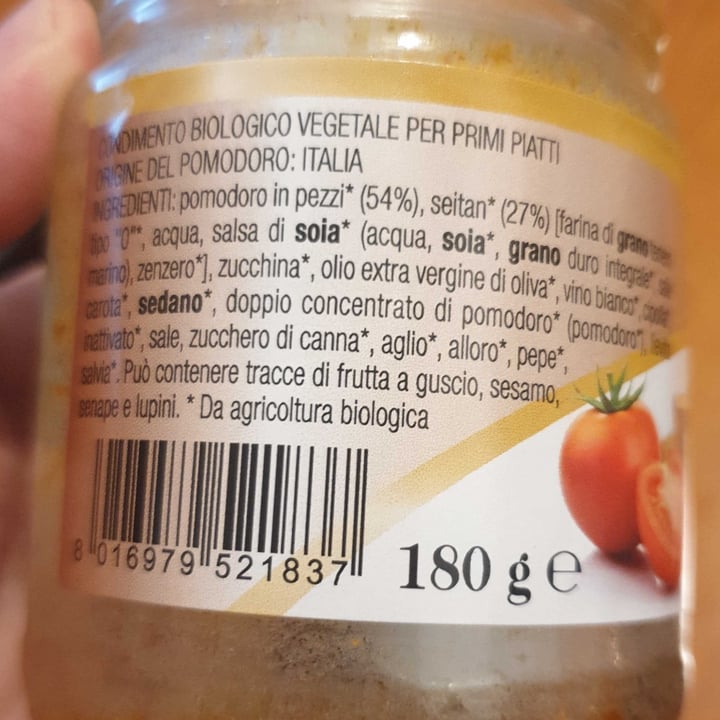 CONDIMENTO BIOLOGICO VEGETALE PER PRIMI PIATTI
ORIGINE DEL POMODORO: ITALIA
INGREDIENTI: pomodoro in pezzi* (54%), seitan* (27%) [farina di grano tenero
tipo "0"*, acqua, salsa di soia* (acqua, soia*, grano duro integrale*, sale
marino), zenzero*], zucchina*, olio extra vergine di oliva*, vino bianco*, cipolla*
carota*, sedano*, doppio concentrato di pomodoro* (pomodoro*),
inattivato*, sale, zucchero di canna*, aglio*, alloro*, pepe*,
salvia*. Può contenere tracce di frutta a guscio, sesamo,
senape e lupini. * Da agricoltura biologica
8 016979 521837
180 g e